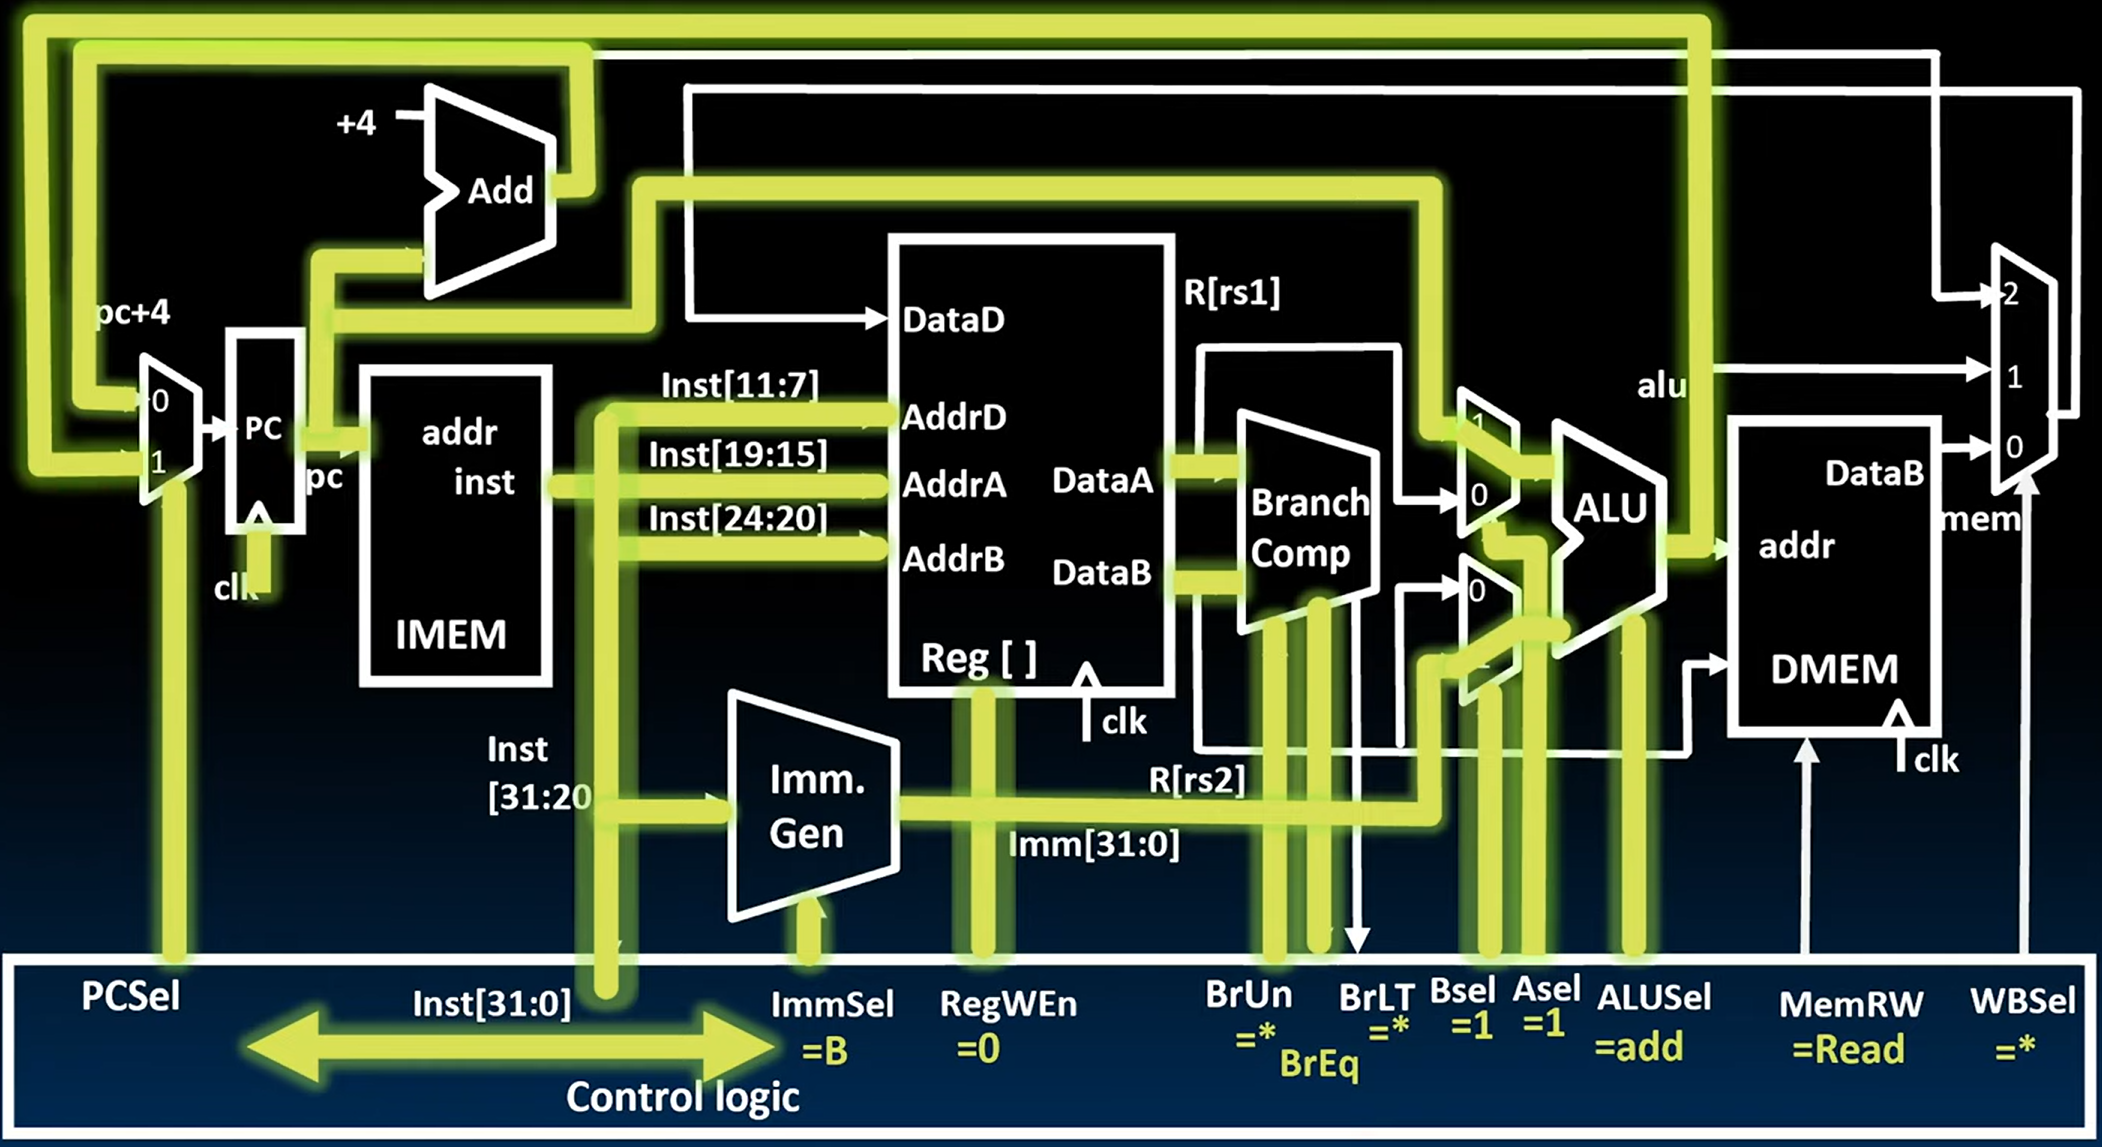 +4
Add
pc+4
0
1
PC
pc
clk
addr
inst
IMEM
Inst[11:7]
Inst[19:15]
Inst[24:20]
DataD
AddrD
AddrA
AddrB
DataA
DataB
Reg [ ]
clk
R[rs1]
Branch
Comp
1
0
0
ALU
alu
addr
DataB
DMEM
clk
mem
2
1
0
Inst
[31:20
Imm.
Gen
R[rs2]
Imm[31:0]
PCSel
Inst[31:0]
ImmSel
=B
RegWEn
=0
BrUn
=*
BrEq
BrLT
=*
Bsel
=1
Asel
=1
ALUSel
=add
MemRW
=Read
WBSel
=*
Control logic